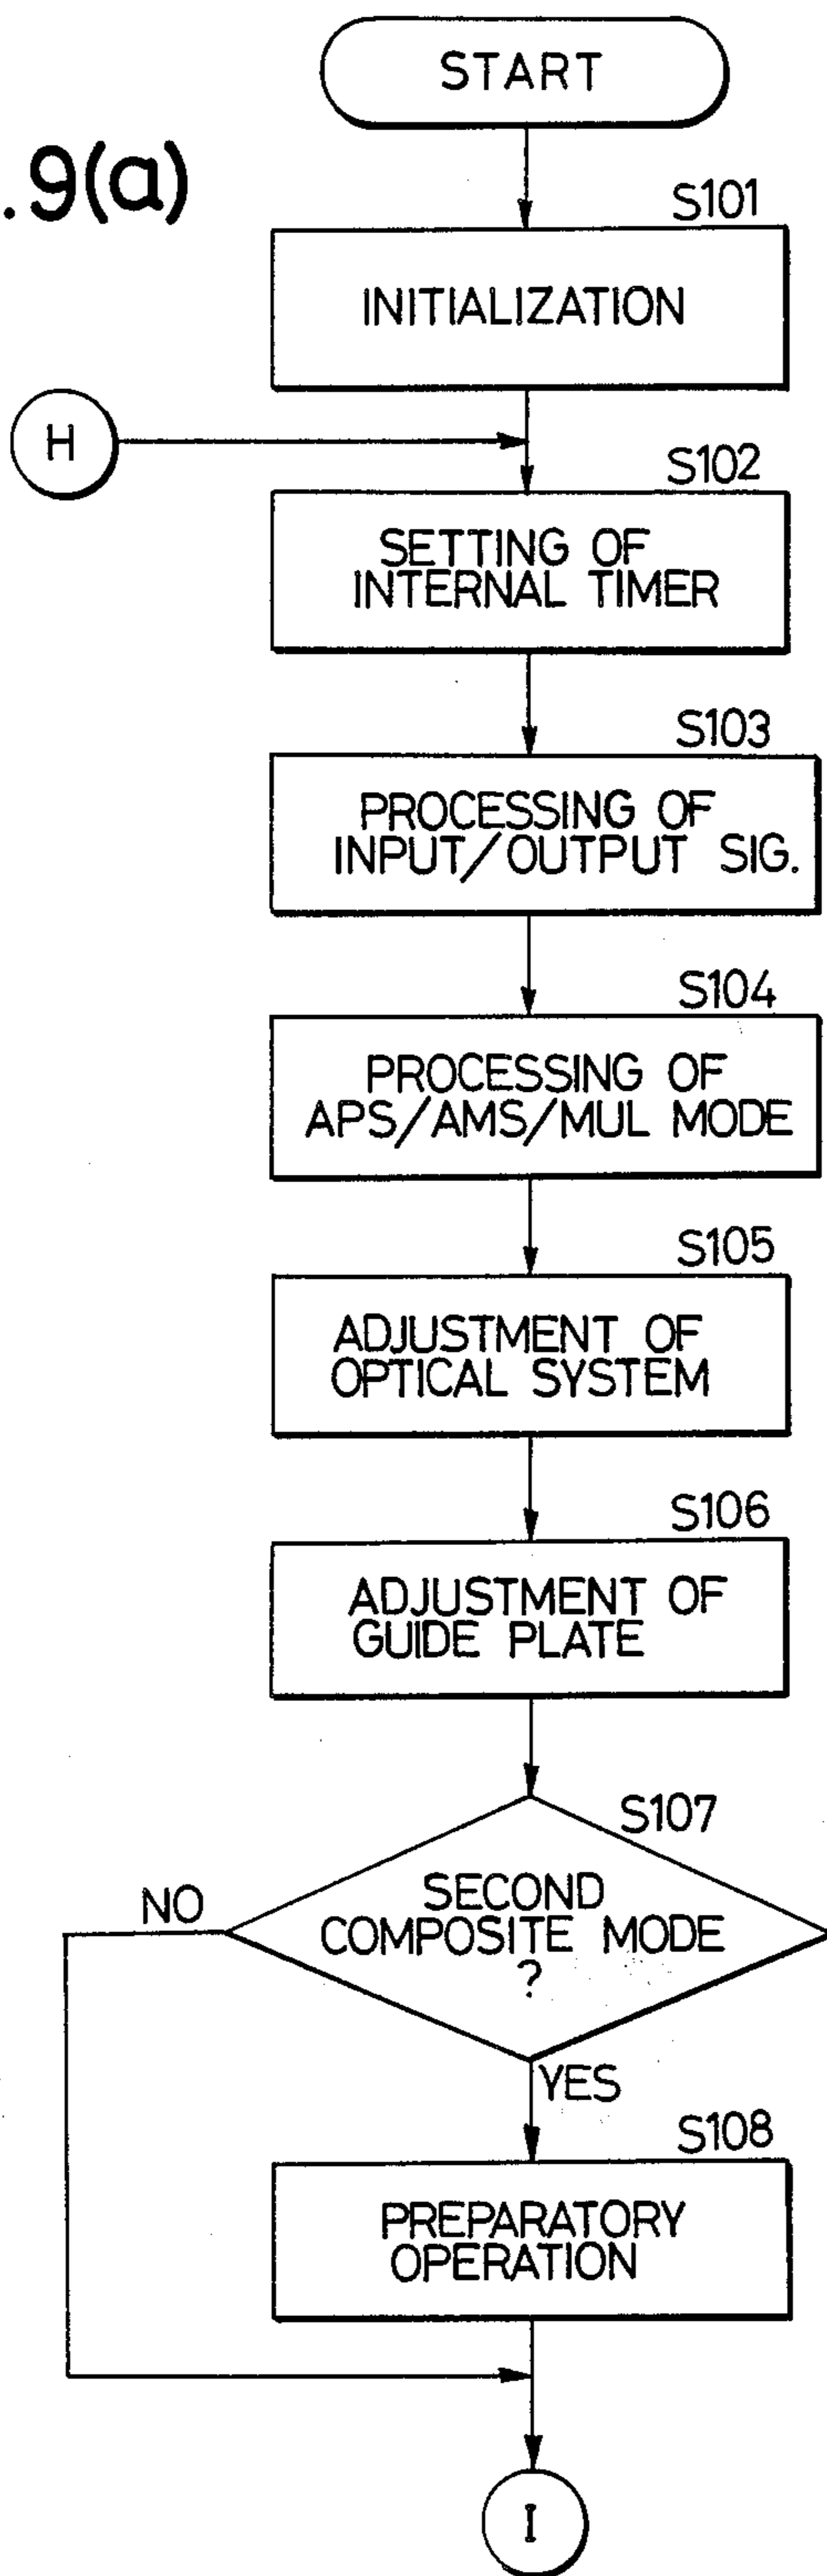 START
.9(a)
S101
INITIALIZATION
H
S102
SETTING OF
INTERNAL TIMER
S103
PROCESSING OF
INPUT/OUTPUT SIG.
S104
PROCESSING OF
APS/AMS/MUL MODE
S105
ADJUSTMENT OF
OPTICAL SYSTEM
S106
ADJUSTMENT OF
GUIDE PLATE
S107
NO
SECOND
COMPOSITE MODE
?
YES
S108
PREPARATORY
OPERATION
I